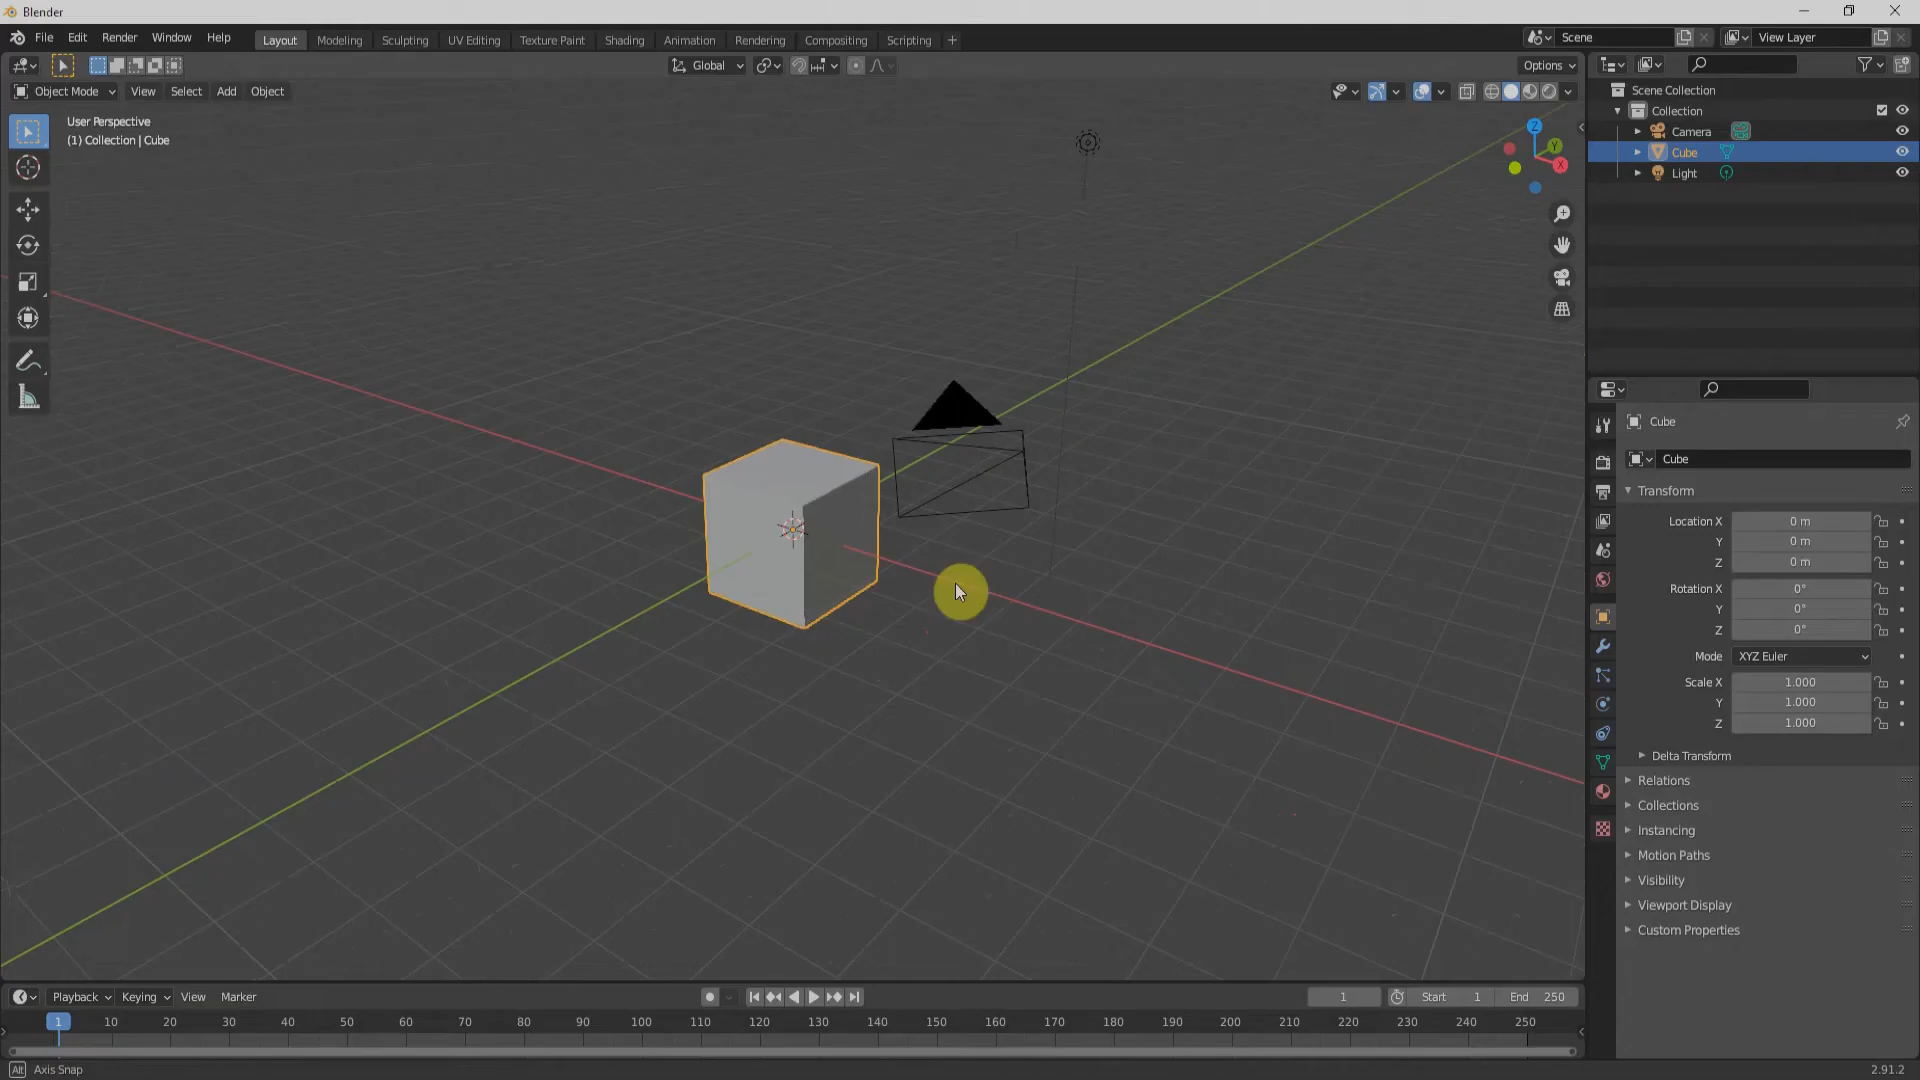 Blender
File Edit Render Window Help Layout Modeling Sculpting UV Editing Texture Paint Shading Animation Rendering Compositing Scripting + Scene View Layer
Global Options
Object Mode View Select Add Object
User Perspective
(1) Collection | Cube
Z
Y
X
Scene Collection
Collection
Camera
Cube
Light
Cube
Cube
Transform
Location X 0 m
Y 0 m
Z 0 m
Rotation X 0°
Y 0°
Z 0°
Mode XYZ Euler
Scale X 1.000
Y 1.000
Z 1.000
Delta Transform
Relations
Collections
Instancing
Motion Paths
Visibility
Viewport Display
Custom Properties
Playback Keying View Marker 1 Start 1 End 250
1 10 20 30 40 50 60 70 80 90 100 110 120 130 140 150 160 170 180 190 200 210 220 230 240 250
Alt Axis Snap 2.91.2